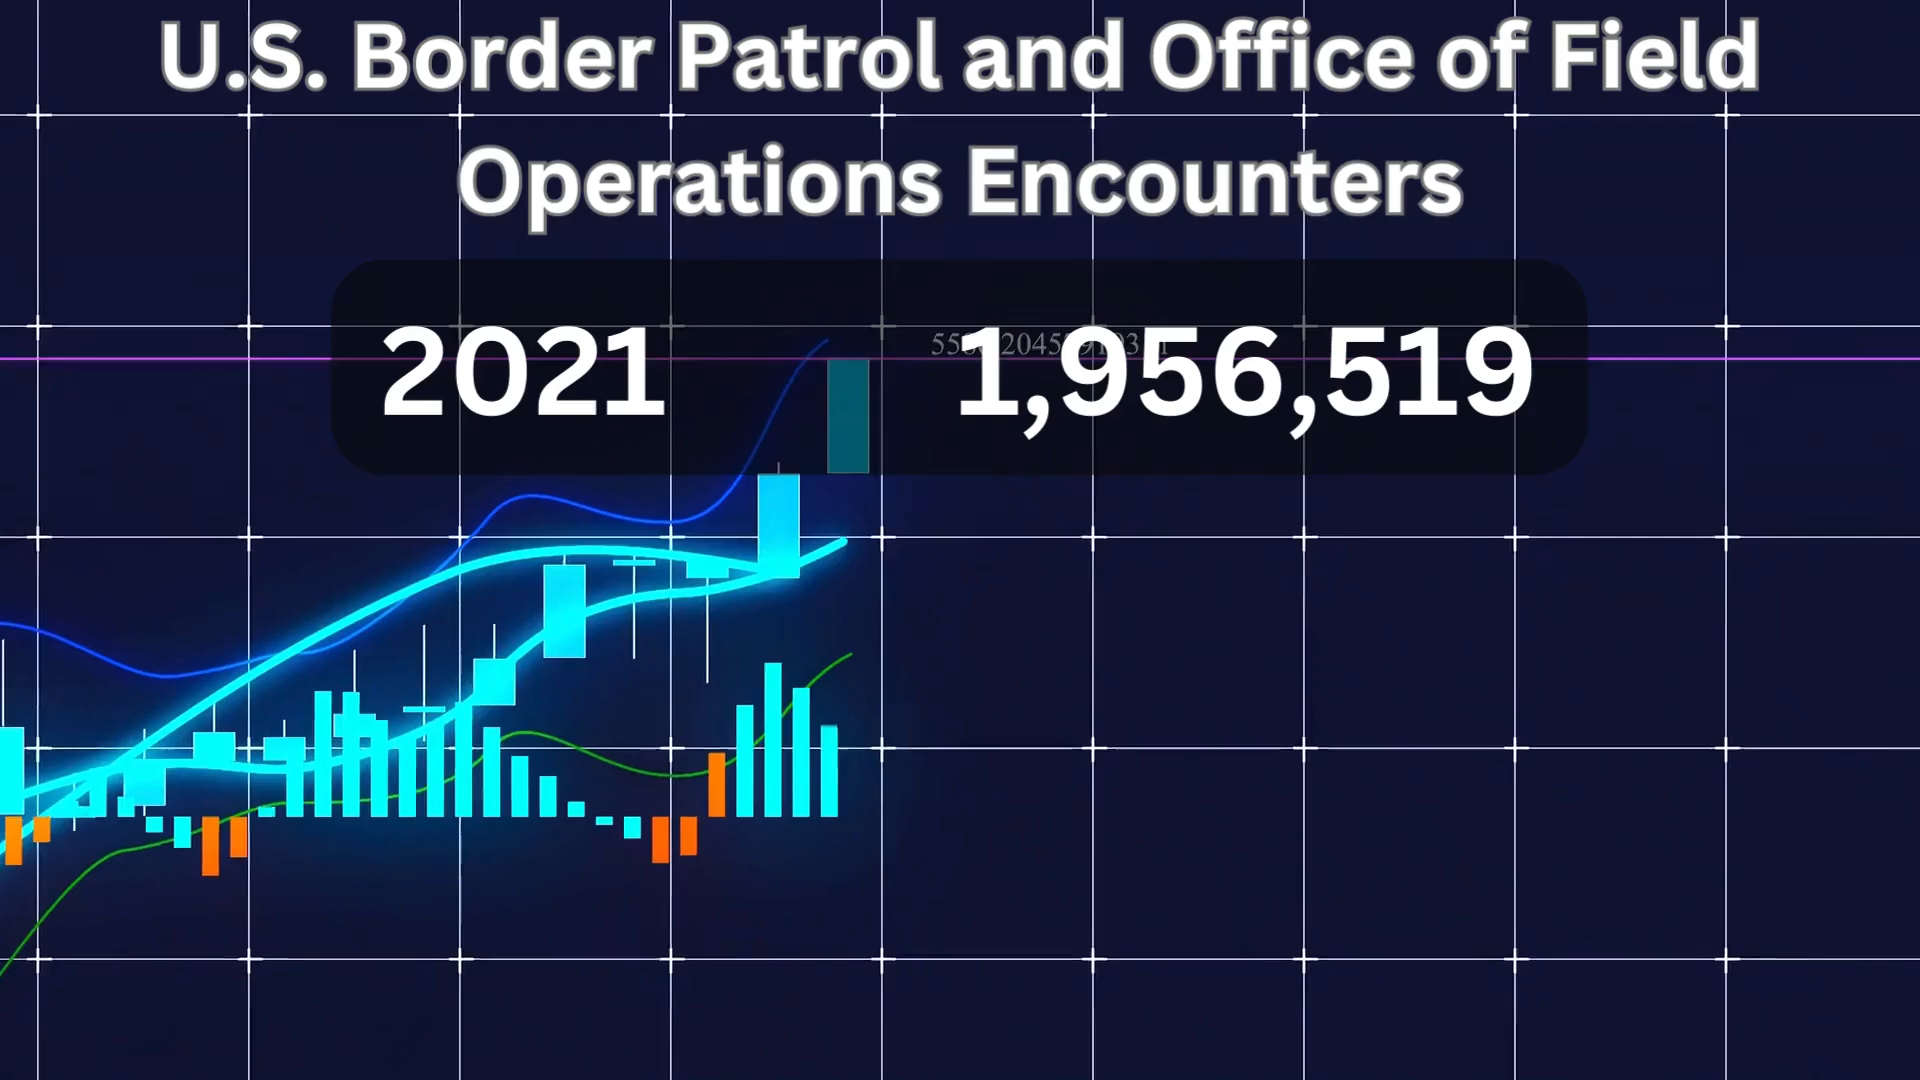 U.S. Border Patrol and Office of Field
Operations Encounters
2021 1,956,519